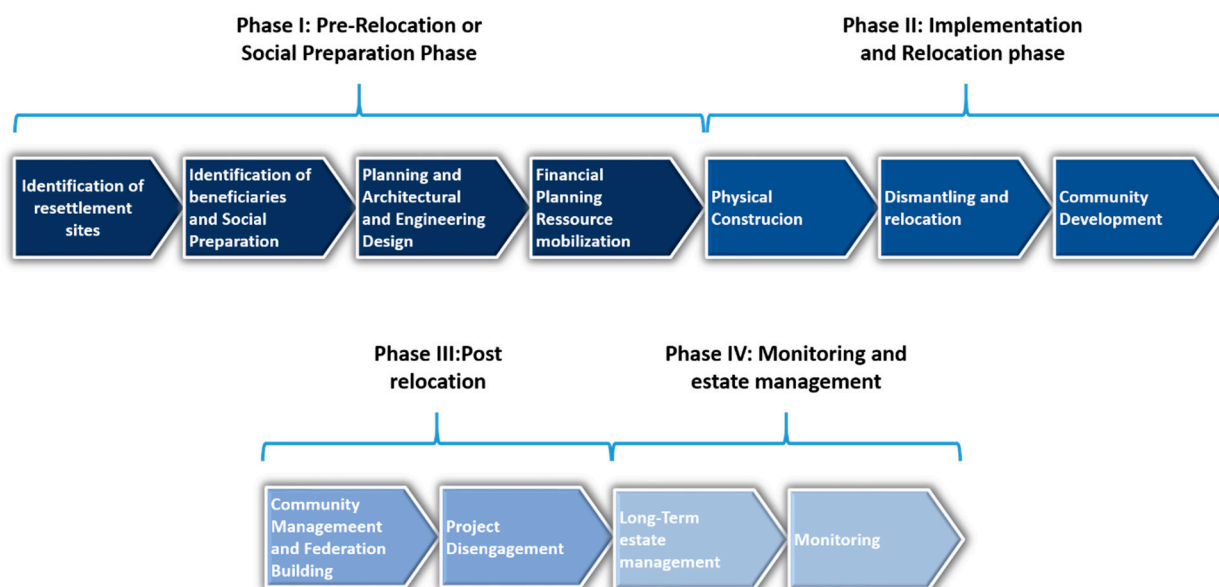 Phase I: Pre-Relocation or
Social Preparation Phase
Phase II: Implementation
and Relocation phase
Identification of
resettlement
sites
Identification of
beneficiaries
and Social
Preparation
Planning and
Architectural
and Engineering
Design
Financial
Planning
Ressource
mobilization
Physical
Construcion
Dismantling and
relocation
Community
Development
Phase III:Post
relocation
Phase IV: Monitoring and
estate management
Community
Managemeent
and Federation
Building
Project
Disengagement
Long-Term
estate
management
Monitoring